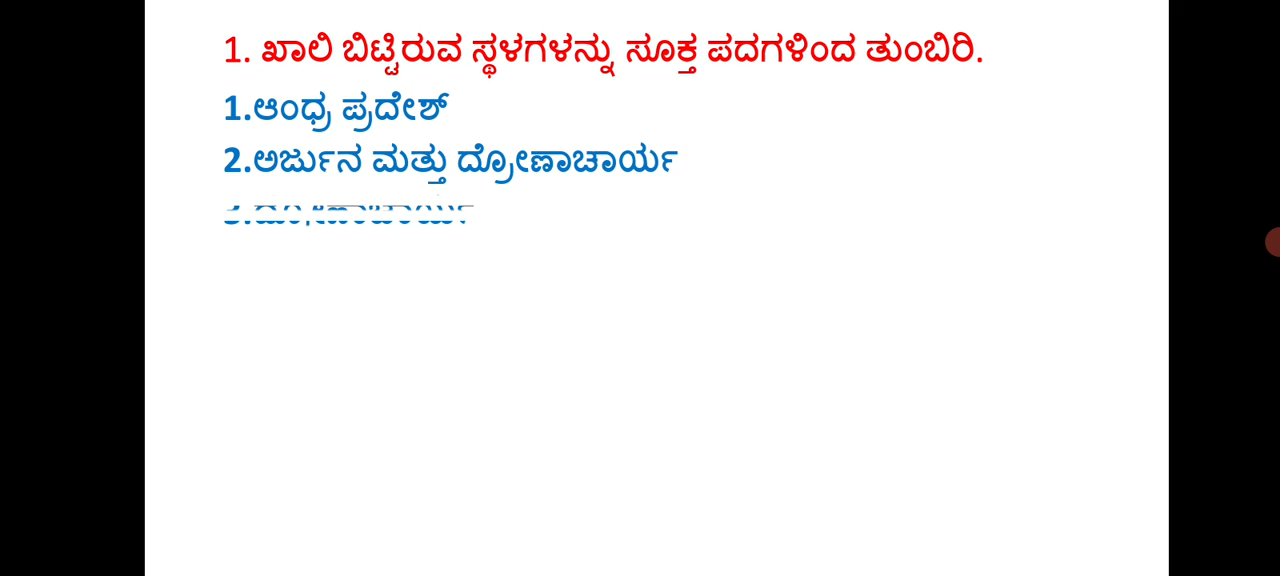 1. ಖಾಲಿ ಬಿಟ್ಟಿರುವ ಸ್ಥಳಗಳನ್ನು ಸೂಕ್ತ ಪದಗಳಿಂದ ತುಂಬಿರಿ.
1.ಆಂಧ್ರ ಪ್ರದೇಶ್
2.ಅರ್ಜುನ ಮತ್ತು ದ್ರೋಣಾಚಾರ್ಯ